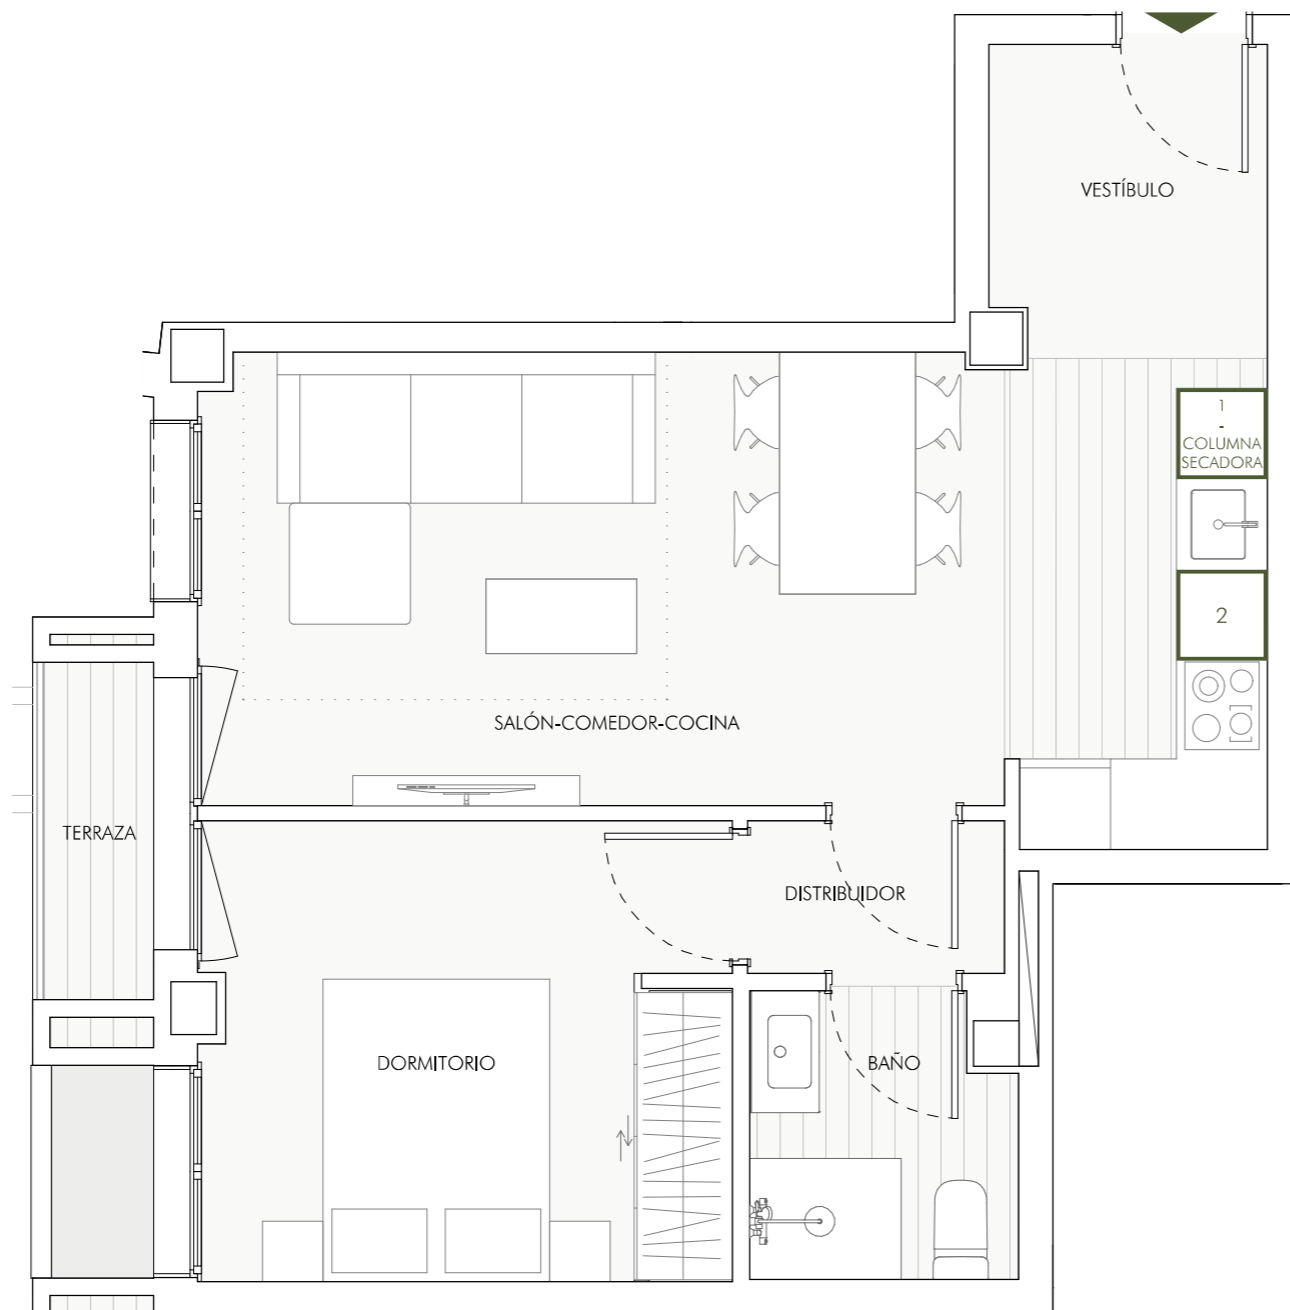 VESTÍBULO
1
-
COLUMNA
SECADORA
2
SALÓN-COMEDOR-COCINA
TERRAZA
DISTRIBUIDOR
DORMITORIO
BAÑO